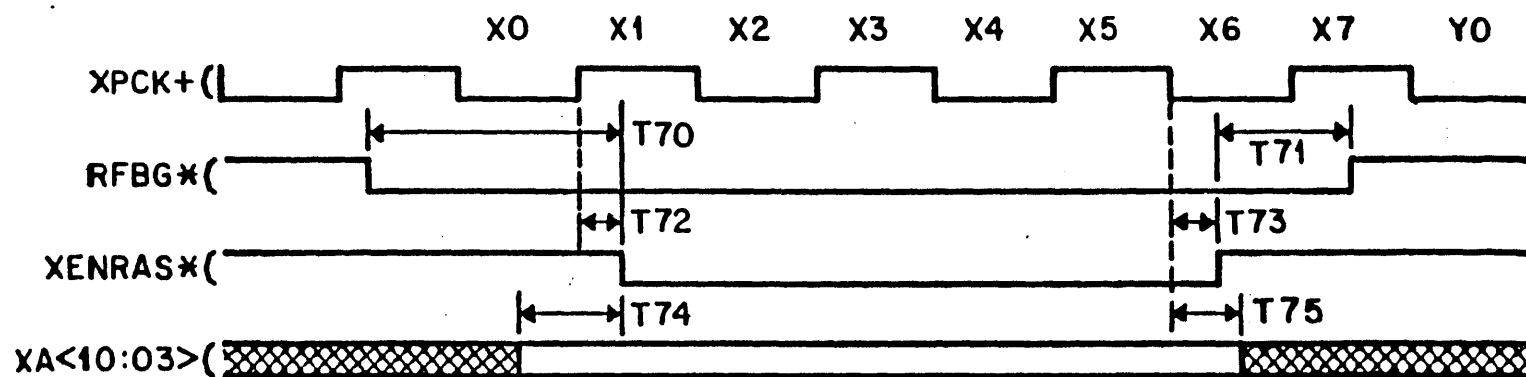 X0 X1 X2 X3 X4 X5 X6 X7 Y0
XPCK+(
T70
T71
RFBG*(
T72
T73
XENRAS*(
T74
T75
XA<10:03>(